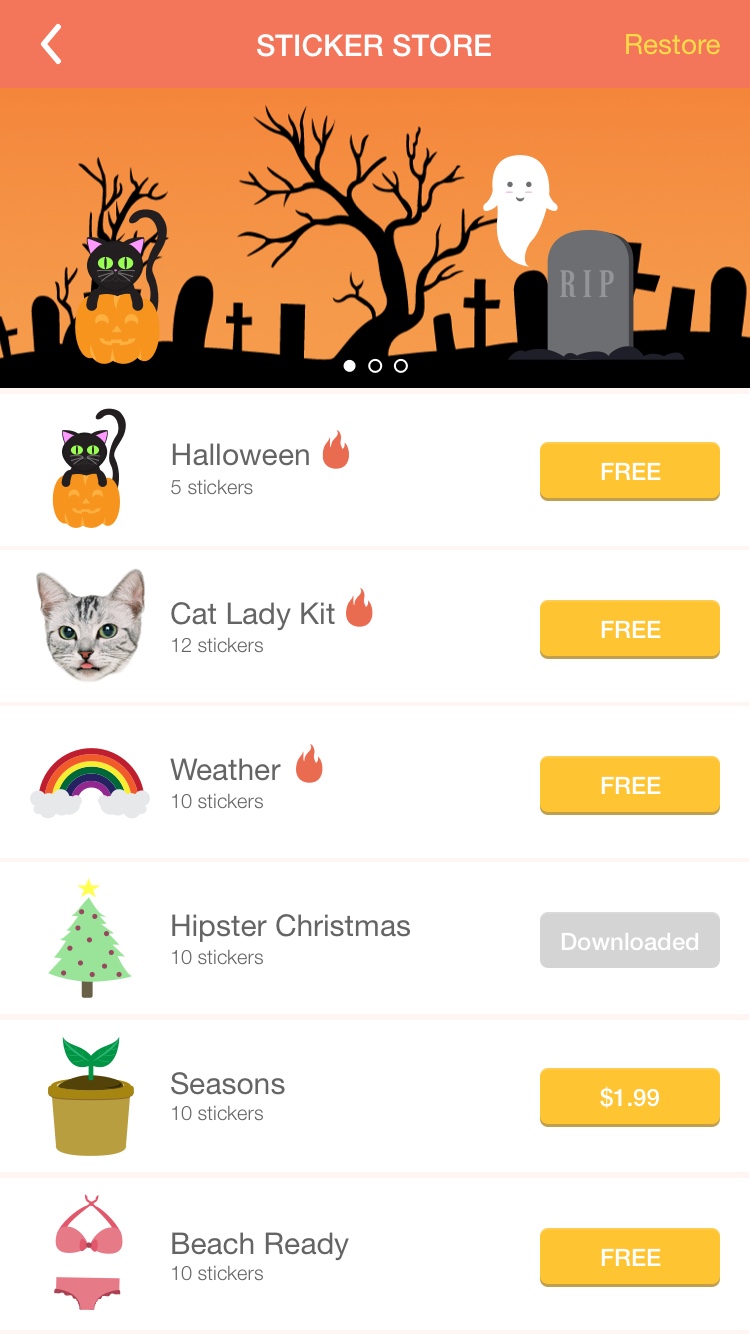 STICKER STORE
Restore
RIP
Halloween
5 stickers
FREE
Cat Lady Kit
12 stickers
FREE
Weather
10 stickers
FREE
Hipster Christmas
10 stickers
Downloaded
Seasons
10 stickers
$1.99
Beach Ready
10 stickers
FREE